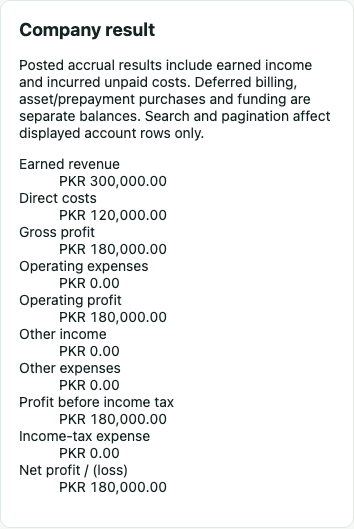 Company result
Posted accrual results include earned income
and incurred unpaid costs. Deferred billing,
asset/prepayment purchases and funding are
separate balances. Search and pagination affect
displayed account rows only.
Earned revenue
PKR 300,000.00
Direct costs
PKR 120,000.00
Gross profit
PKR 180,000.00
Operating expenses
PKR 0.00
Operating profit
PKR 180,000.00
Other income
PKR 0.00
Other expenses
PKR 0.00
Profit before income tax
PKR 180,000.00
Income-tax expense
PKR 0.00
Net profit / (loss)
PKR 180,000.00